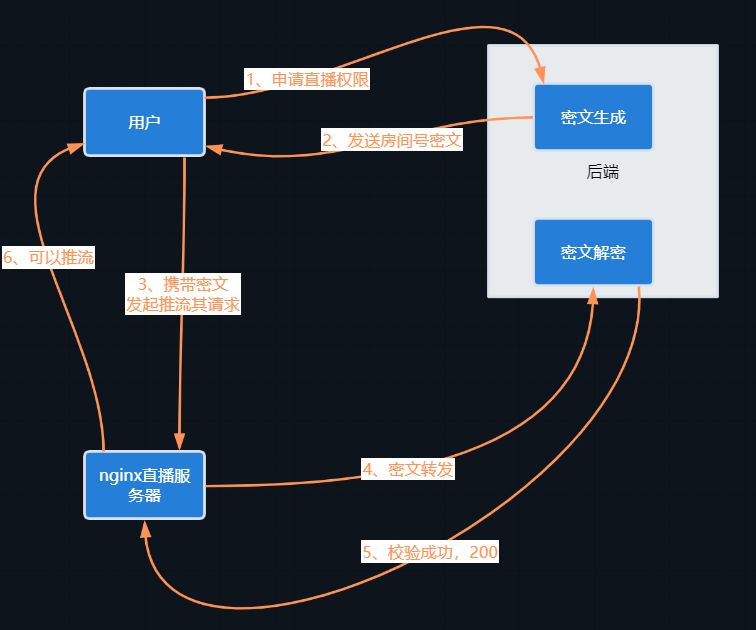 1、申请直播权限
用户
密文生成
2、发送房间号密文
后端
密文解密
6、可以推流
3、携带密文
发起推流其请求
4、密文转发
nginx直播服
务器
5、校验成功，200